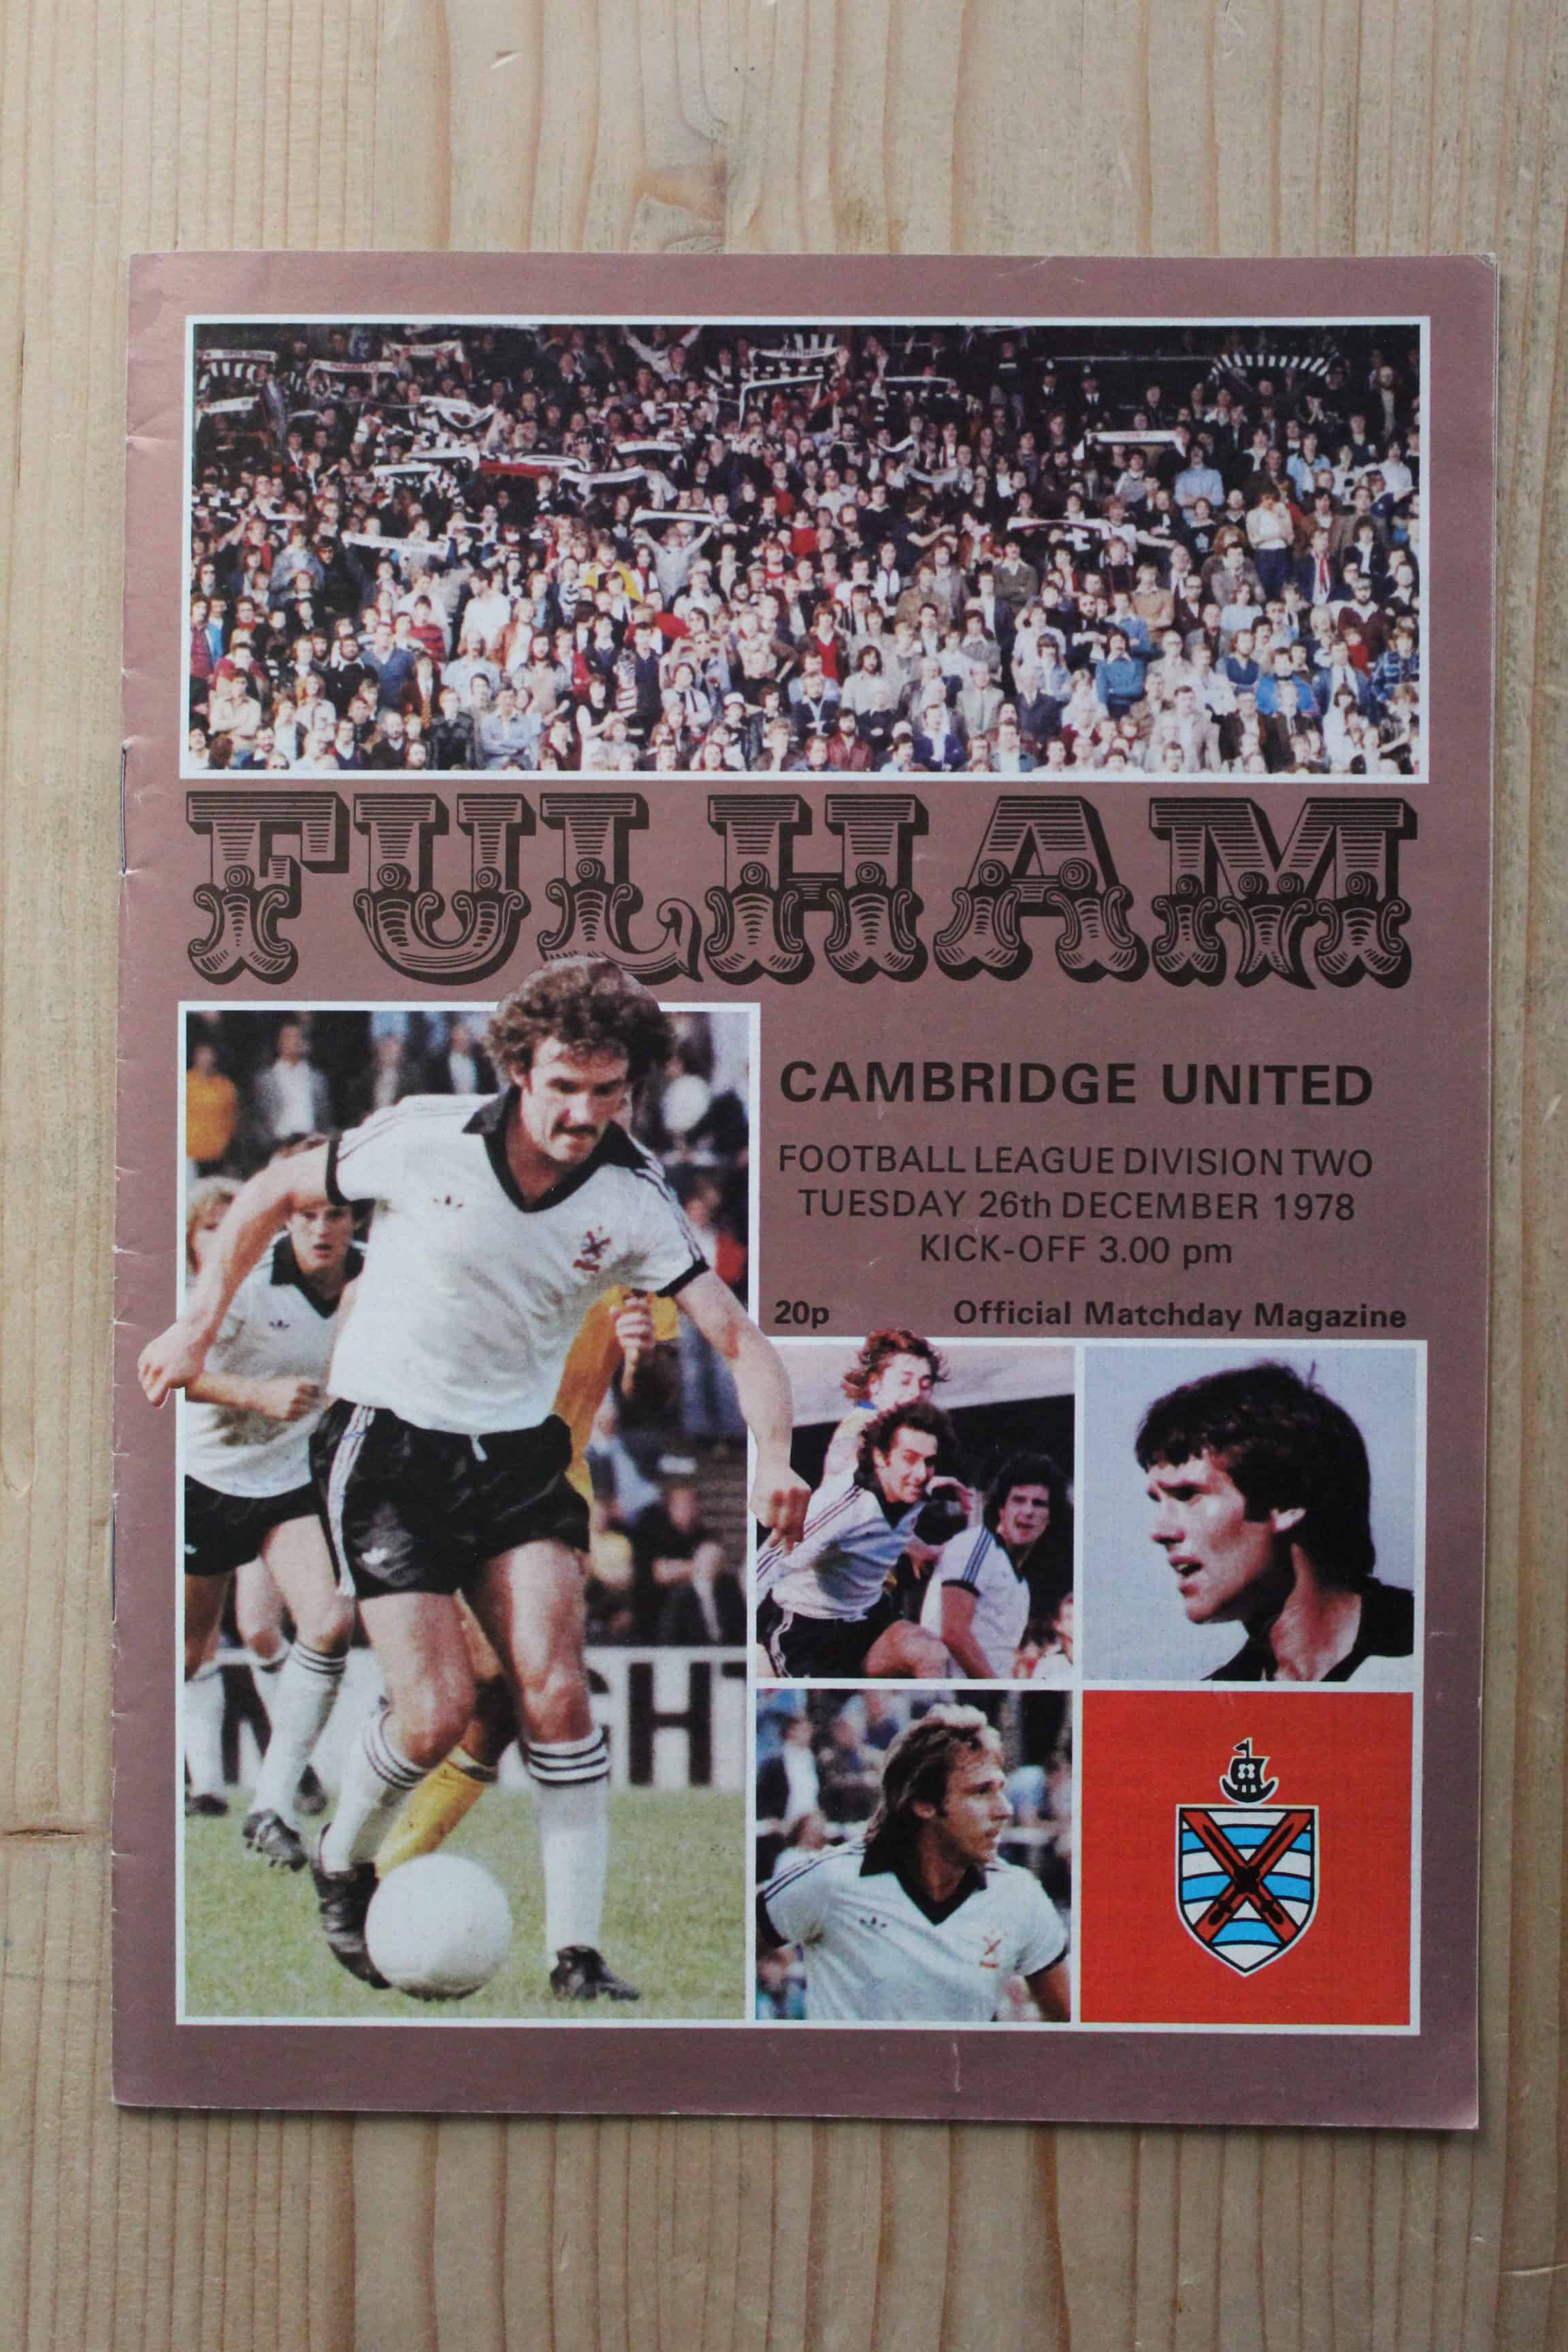 FULHAM
CAMBRIDGE UNITED
FOOTBALL LEAGUE DIVISION TWO
TUESDAY 26th DECEMBER 1978
KICK-OFF 3.00 pm
20p Official Matchday Magazine